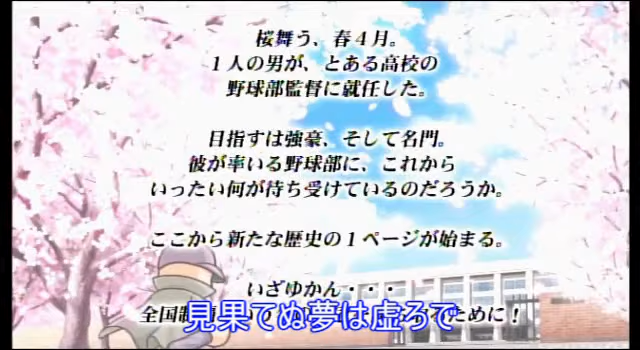 桜舞う、春４月。
１人の男が、とある高校の
野球部監督に就任した。
目指すは強豪、そして名門。
彼が率いる野球部に、これから
いったい何が待ち受けているのだろうか。
ここから新たな歴史の１ページが始まる。
いざゆかん・・・
全国制 ために！
見果てぬ夢は虚ろで